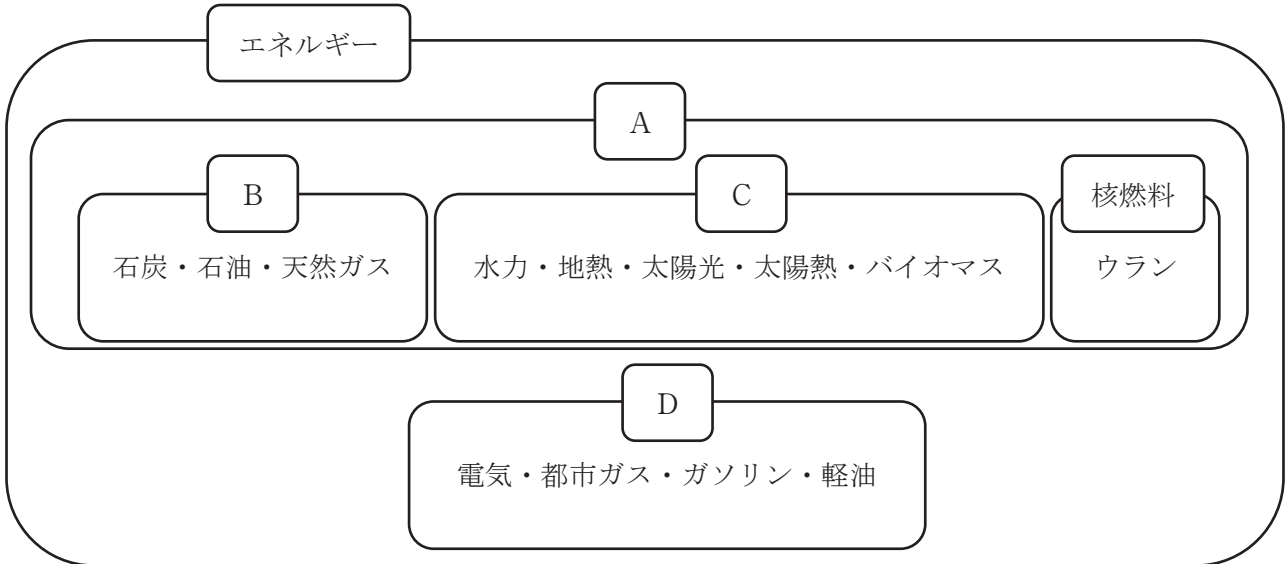 エネルギー
A
B
C
核燃料
石炭・石油・天然ガス
水力・地熱・太陽光・太陽熱・バイオマス
ウラン
D
電気・都市ガス・ガソリン・軽油